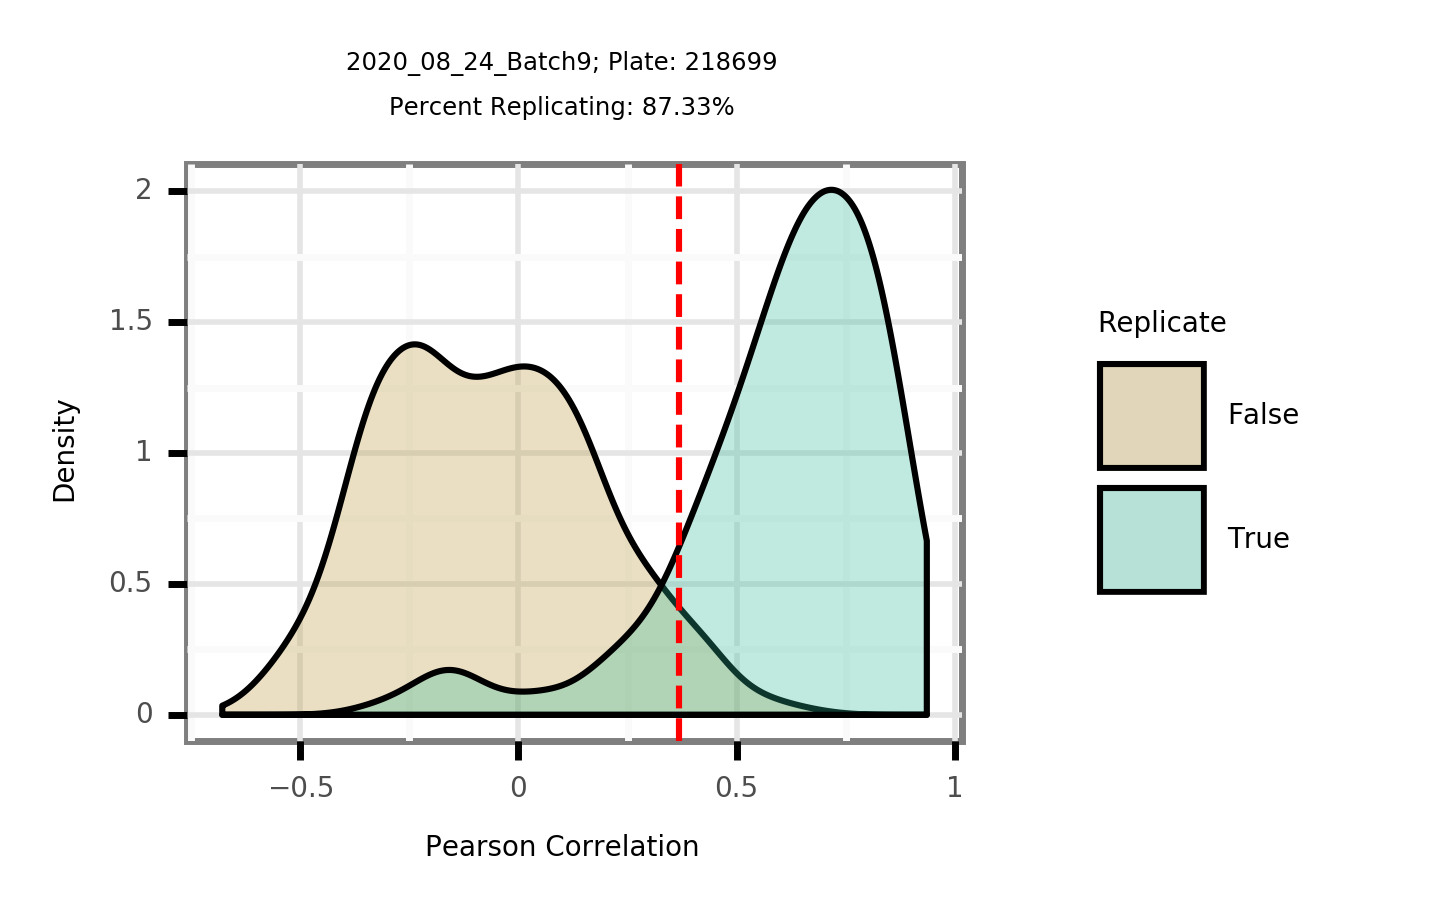 2020_08_24_Batch9; Plate: 218699
Percent Replicating: 87.33%
2
1.5
1
0.5
0
Density
−0.5 0 0.5 1
Pearson Correlation
Replicate
False
True